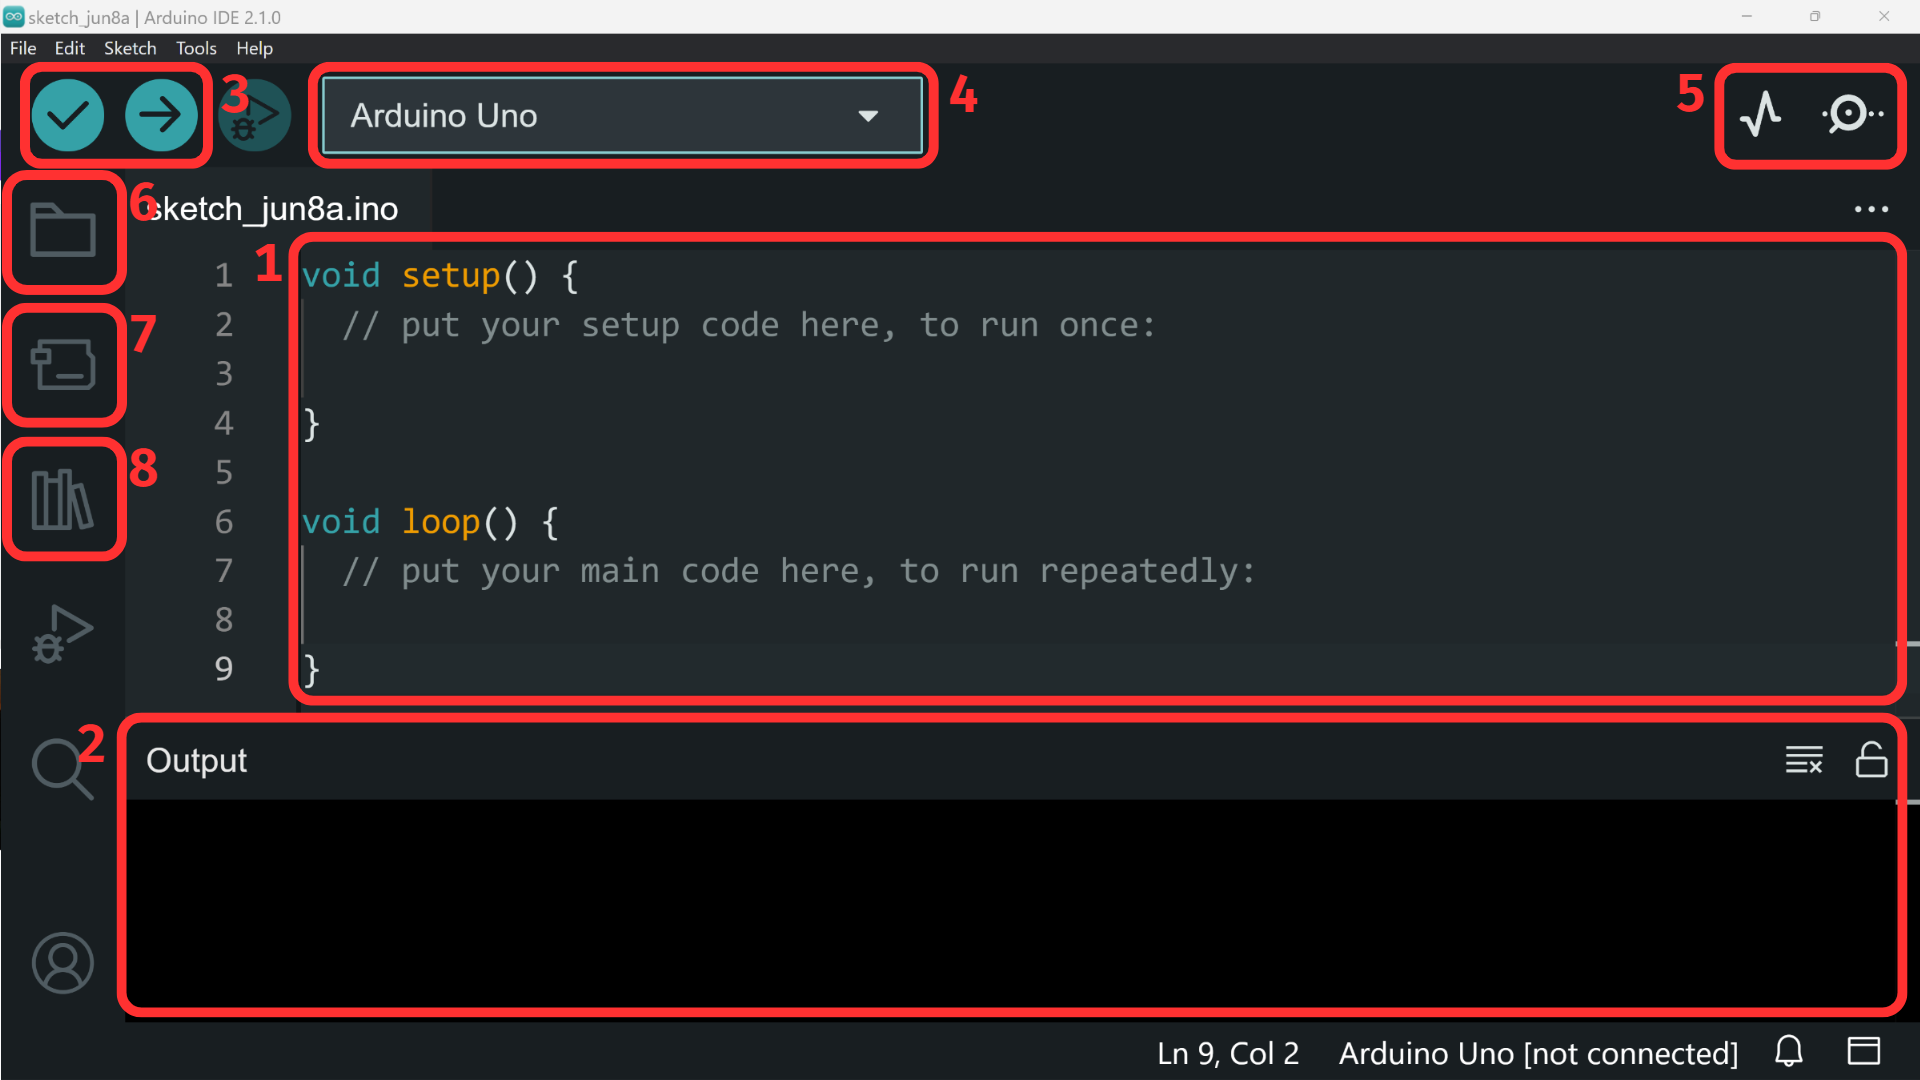 sketch_jun8a | Arduino IDE 2.1.0
File Edit Sketch Tools Help
3
Arduino Uno
4
5
6
sketch_jun8a.ino
1
1 void setup() {
2   // put your setup code here, to run once:
3
4 }
5
6 void loop() {
7   // put your main code here, to run repeatedly:
8
9 }
7
8
2
Output
Ln 9, Col 2 Arduino Uno [not connected]